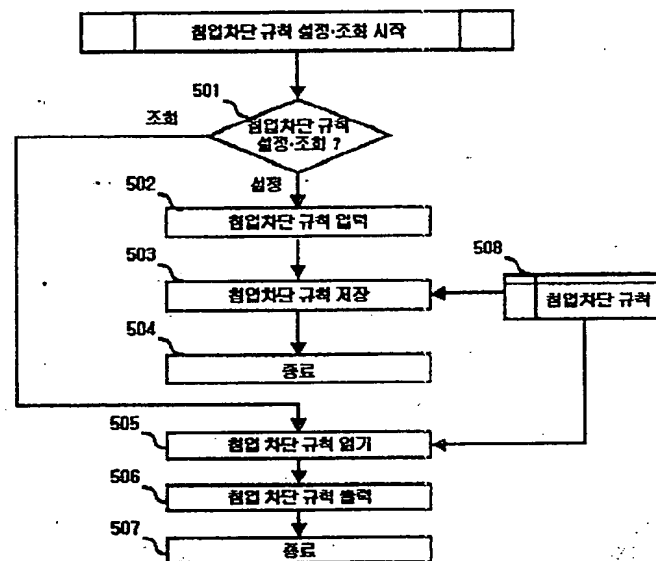 침입차단 규칙 설정·조회 시작
501
조회
침입차단 규칙
설정·조회 ?
설정
502
침입차단 규칙 입력
503
508
침입차단 규칙 저장
침입차단 규칙
504
종료
505
침입 차단 규칙 읽기
506
침입 차단 규칙 출력
507
종료